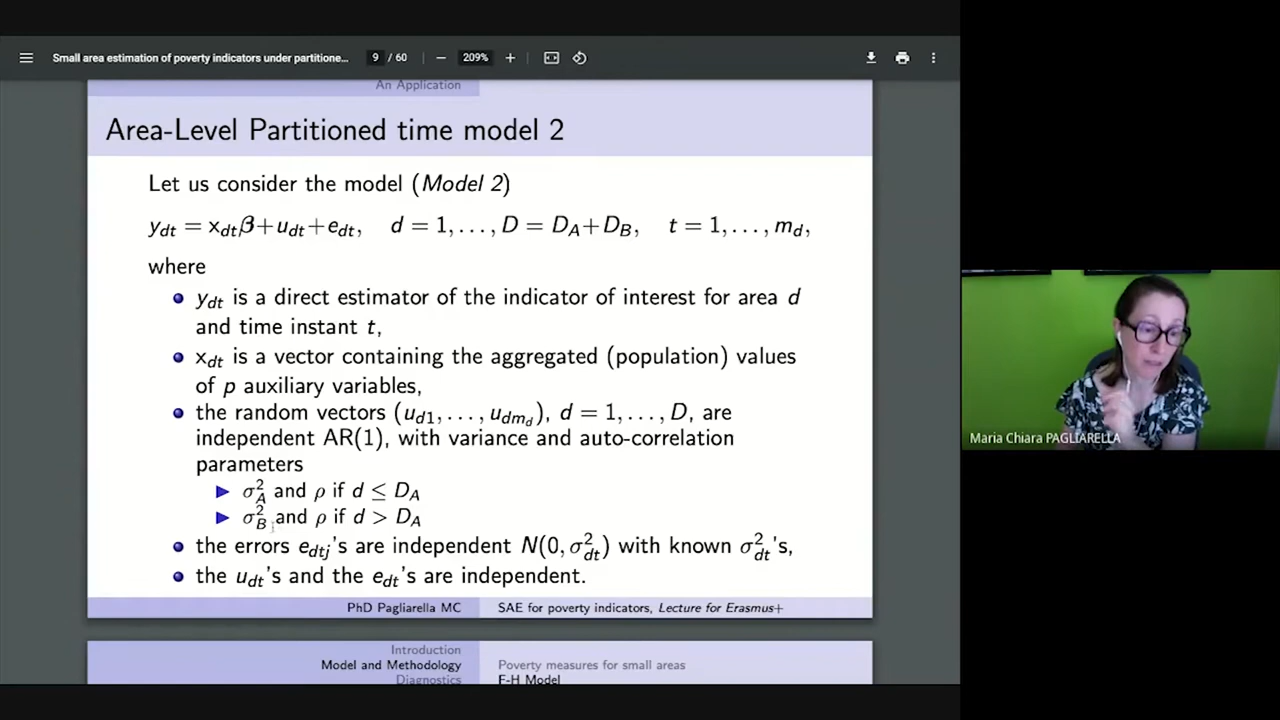 Small area estimation of poverty indicators under partitione...
9 / 60
209%
An Application
Area-Level Partitioned time model 2
Let us consider the model (Model 2)
y_dt = x_dt β + u_dt + e_dt, d = 1, . . . , D = D_A + D_B, t = 1, . . . , m_d,
where
y_dt is a direct estimator of the indicator of interest for area d
and time instant t,
x_dt is a vector containing the aggregated (population) values
of p auxiliary variables,
the random vectors (u_d1, . . . , u_dm_d), d = 1, . . . , D, are
independent AR(1), with variance and auto-correlation
parameters
σ²_A and ρ if d ≤ D_A
σ²_B and ρ if d > D_A
the errors e_dtj's are independent N(0, σ²_dt) with known σ²_dt's,
the u_dt's and the e_dt's are independent.
PhD Pagliarella MC
SAE for poverty indicators, Lecture for Erasmus+
Introduction
Model and Methodology
Diagnostics
Poverty measures for small areas
F-H Model
Maria Chiara PAGLIARELLA